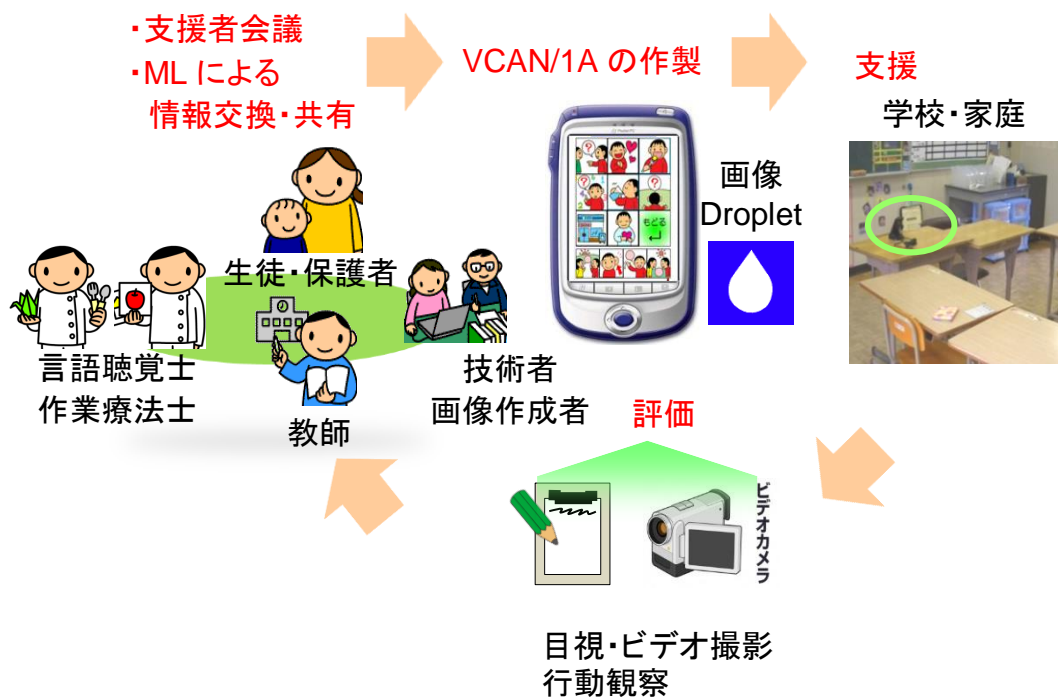 ・支援者会議
・ML による
情報交換・共有
VCAN/1A の作製
支援
学校・家庭
画像
Droplet
もどる
生徒・保護者
言語聴覚士
作業療法士
教師
技術者
画像作成者
評価
ビデオカメラ
目視・ビデオ撮影
行動観察